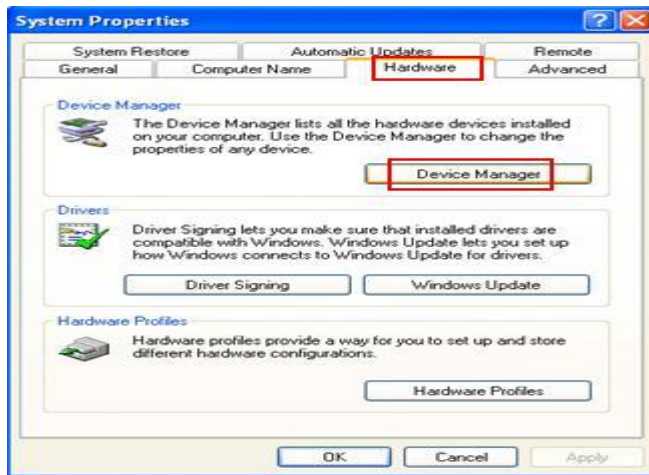 System Properties
System Restore Automatic Updates Remote
General Computer Name Hardware Advanced
Device Manager
The Device Manager lists all the hardware devices installed
on your computer. Use the Device Manager to change the
properties of any device.
Device Manager
Drivers
Driver Signing lets you make sure that installed drivers are
compatible with Windows. Windows Update lets you set up
how Windows connects to Windows Update for drivers.
Driver Signing Windows Update
Hardware Profiles
Hardware profiles provide a way for you to set up and store
different hardware configurations.
Hardware Profiles
OK Cancel Apply